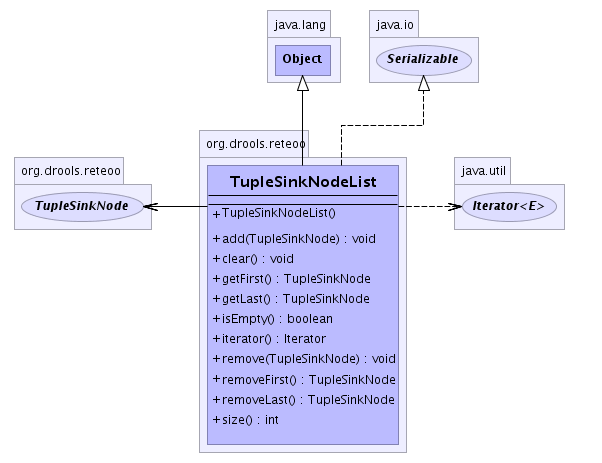 java.lang
Object
java.io
Serializable
org.drools.reteoo
TupleSinkNode
org.drools.reteoo
TupleSinkNodeList
+ TupleSinkNodeList()
+ add(TupleSinkNode) : void
+ clear() : void
+ getFirst() : TupleSinkNode
+ getLast() : TupleSinkNode
+ isEmpty() : boolean
+ iterator() : Iterator
+ remove(TupleSinkNode) : void
+ removeFirst() : TupleSinkNode
+ removeLast() : TupleSinkNode
+ size() : int
java.util
Iterator<E>